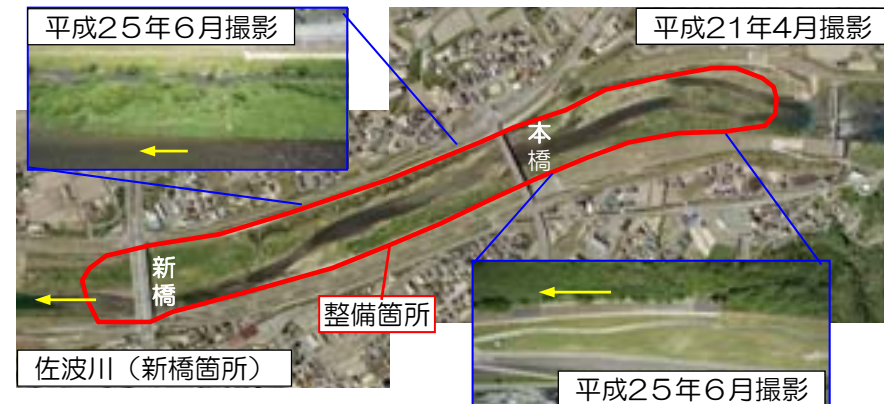 平成25年6月撮影
平成21年4月撮影
本橋
新橋
整備箇所
佐波川（新橋箇所）
平成25年6月撮影